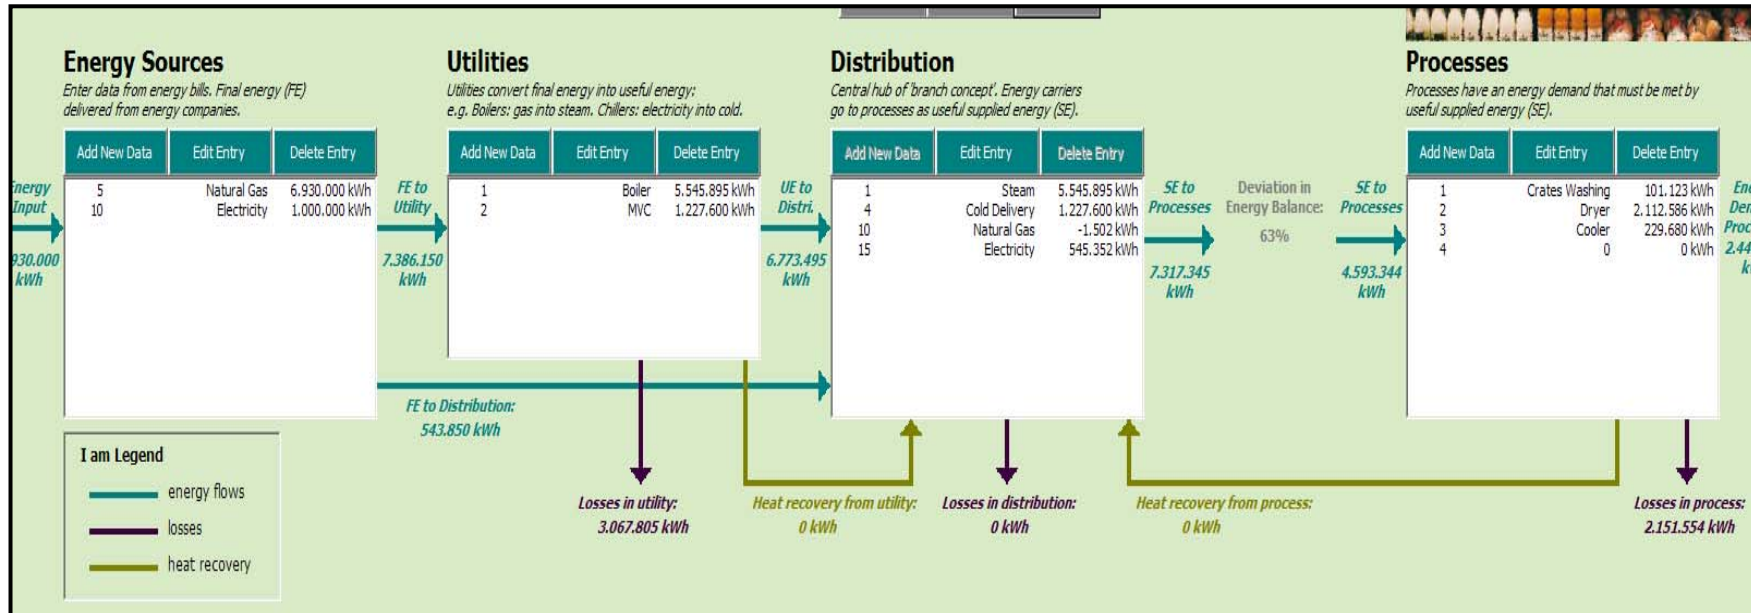 Energy Sources
Enter data from energy bills. Final energy (FE)
delivered from energy companies.
Add New Data Edit Entry Delete Entry
5 Natural Gas 6.930.000 kWh
10 Electricity 1.000.000 kWh
Input
930.000
kWh
FE to
Utility
7.386.150
kWh
Utilities
Utilities convert final energy into useful energy:
e.g. Boilers: gas into steam. Chillers: electricity into cold.
Add New Data Edit Entry Delete Entry
1 Boiler 5.545.895 kWh
2 MVC 1.227.600 kWh
UE to
Distri.
6.773.495
kWh
Distribution
Central hub of 'branch concept'. Energy carriers
go to processes as useful supplied energy (SE).
Add New Data Edit Entry Delete Entry
1 Steam 5.545.895 kWh
4 Cold Delivery 1.227.600 kWh
10 Natural Gas -1.502 kWh
15 Electricity 545.352 kWh
SE to
Processes
7.317.345
kWh
Deviation in
Energy Balance:
63%
SE to
Processes
4.593.344
kWh
Processes
Processes have an energy demand that must be met by
useful supplied energy (SE).
Add New Data Edit Entry Delete Entry
1 Crates Washing 101.123 kWh
2 Dryer 2.112.586 kWh
3 Cooler 229.680 kWh
4 0 0 kWh
FE to Distribution:
543.850 kWh
I am Legend
energy flows
losses
heat recovery
Losses in utility:
3.067.805 kWh
Heat recovery from utility:
0 kWh
Losses in distribution:
0 kWh
Heat recovery from process:
0 kWh
Losses in process:
2.151.554 kWh